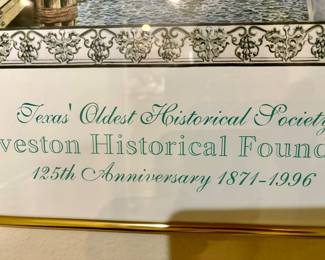 Texas' Oldest Historical Society
veston Historical Found
125th Anniversary 1871-1996